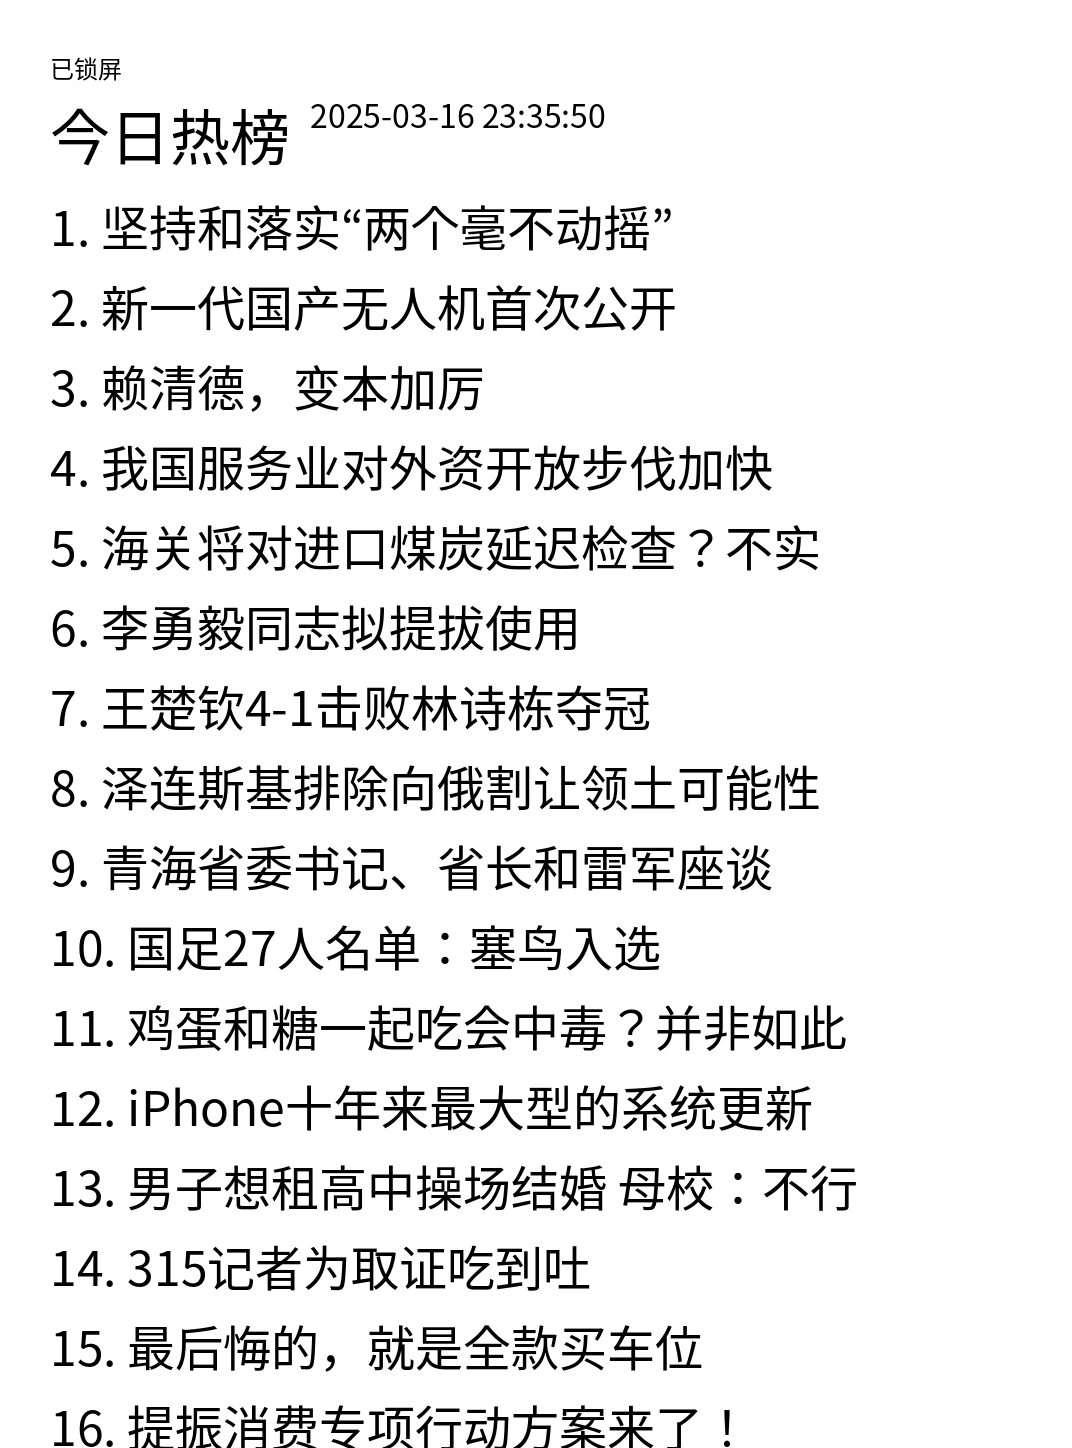 已锁屏
今日热榜 2025-03-16 23:35:50
1. 坚持和落实“两个毫不动摇”
2. 新一代国产无人机首次公开
3. 赖清德，变本加厉
4. 我国服务业对外资开放步伐加快
5. 海关将对进口煤炭延迟检查？不实
6. 李勇毅同志拟提拔使用
7. 王楚钦4-1击败林诗栋夺冠
8. 泽连斯基排除向俄割让领土可能性
9. 青海省委书记、省长和雷军座谈
10. 国足27人名单：塞鸟入选
11. 鸡蛋和糖一起吃会中毒？并非如此
12. iPhone十年来最大型的系统更新
13. 男子想租高中操场结婚 母校：不行
14. 315记者为取证吃到吐
15. 最后悔的，就是全款买车位
16. 提振消费专项行动方案来了！